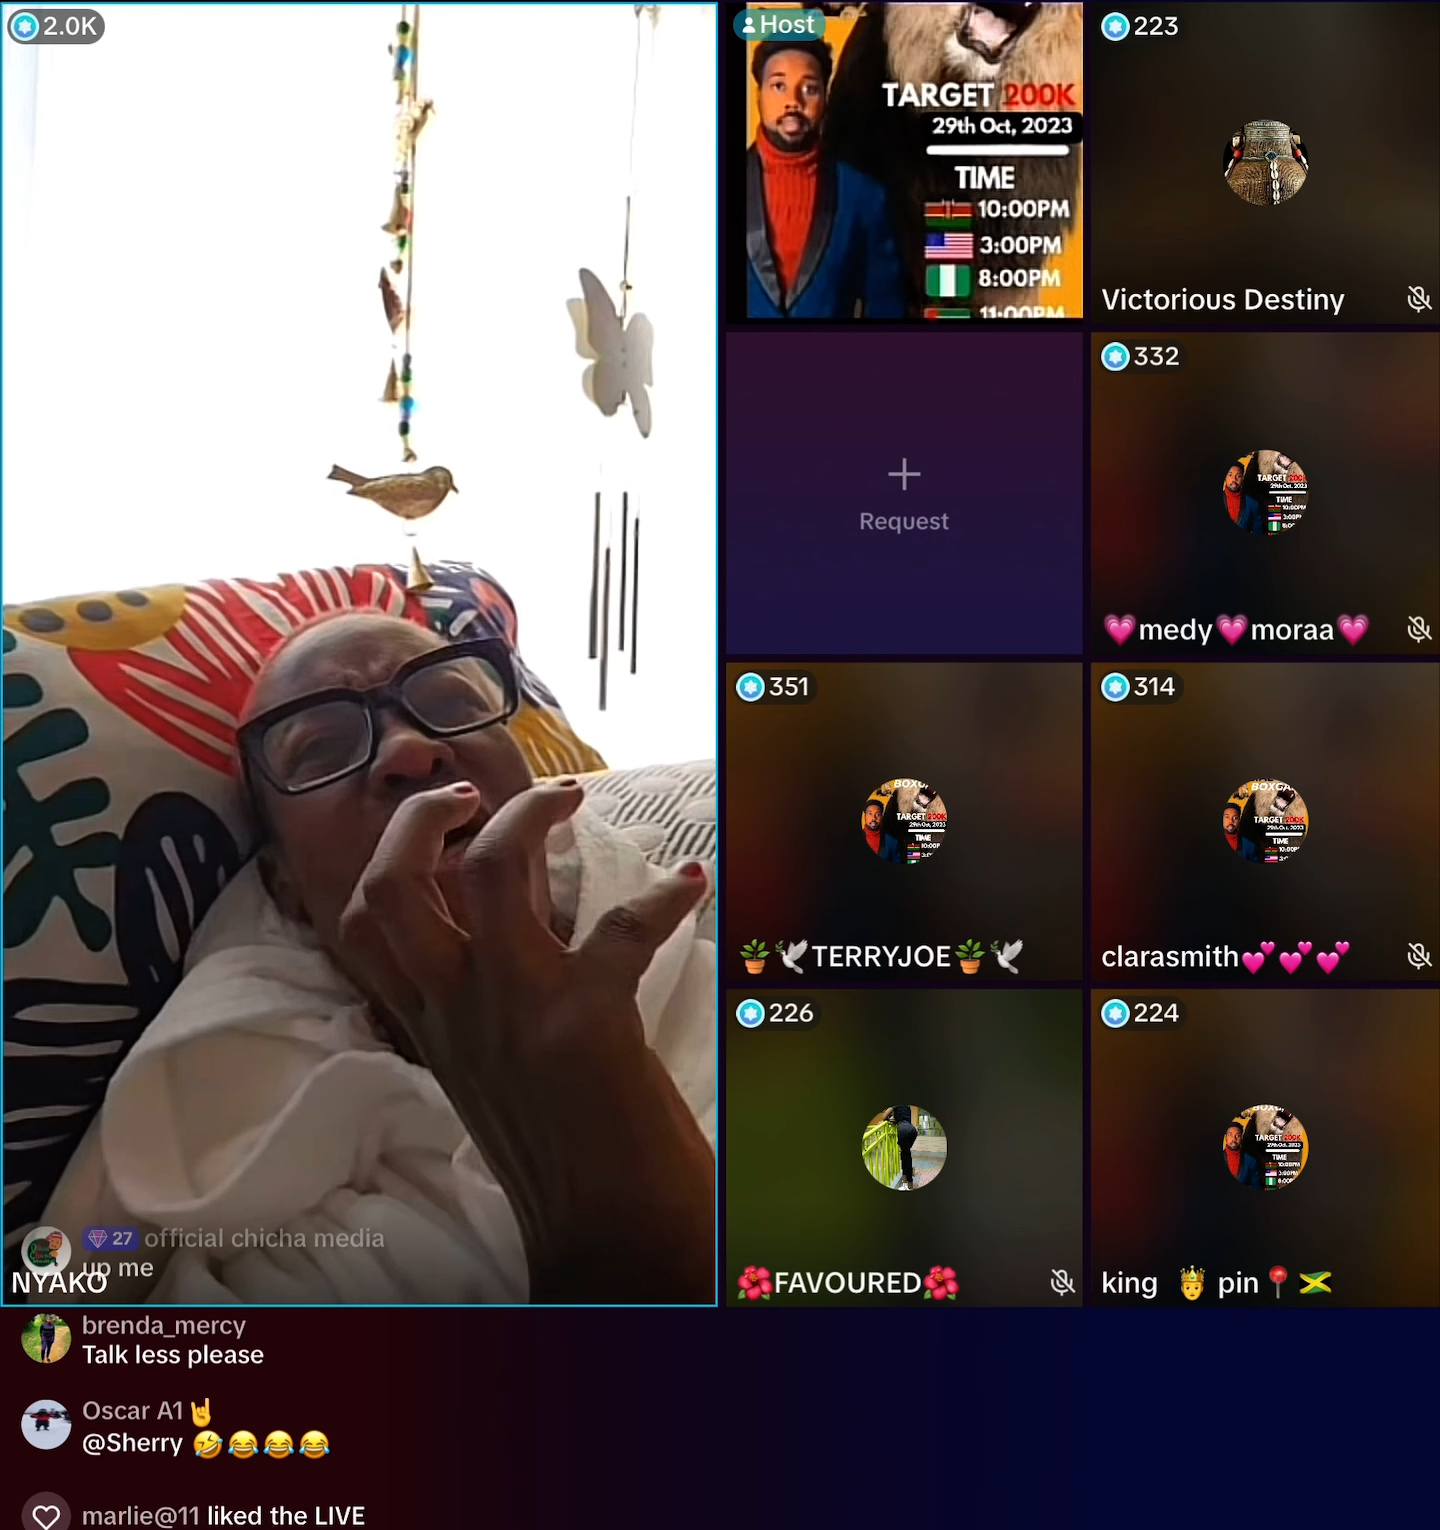 2.0K
Host
TARGET 200K
29th Oct, 2023
TIME
10:00PM
3:00PM
8:00PM
11:00PM
223
Victorious Destiny
Request
332
💗medy💗moraa💗
351
🪴🕊️TERRYJOE🪴🕊️
314
clarasmith💕💕💕
226
🌺FAVOURED🌺
224
king 🤴 pin📍🇯🇲
27 official chicha media
up me
NYAKO
brenda_mercy
Talk less please
Oscar A1🤘
@Sherry 🤣😂😂😂
marlie@11 liked the LIVE